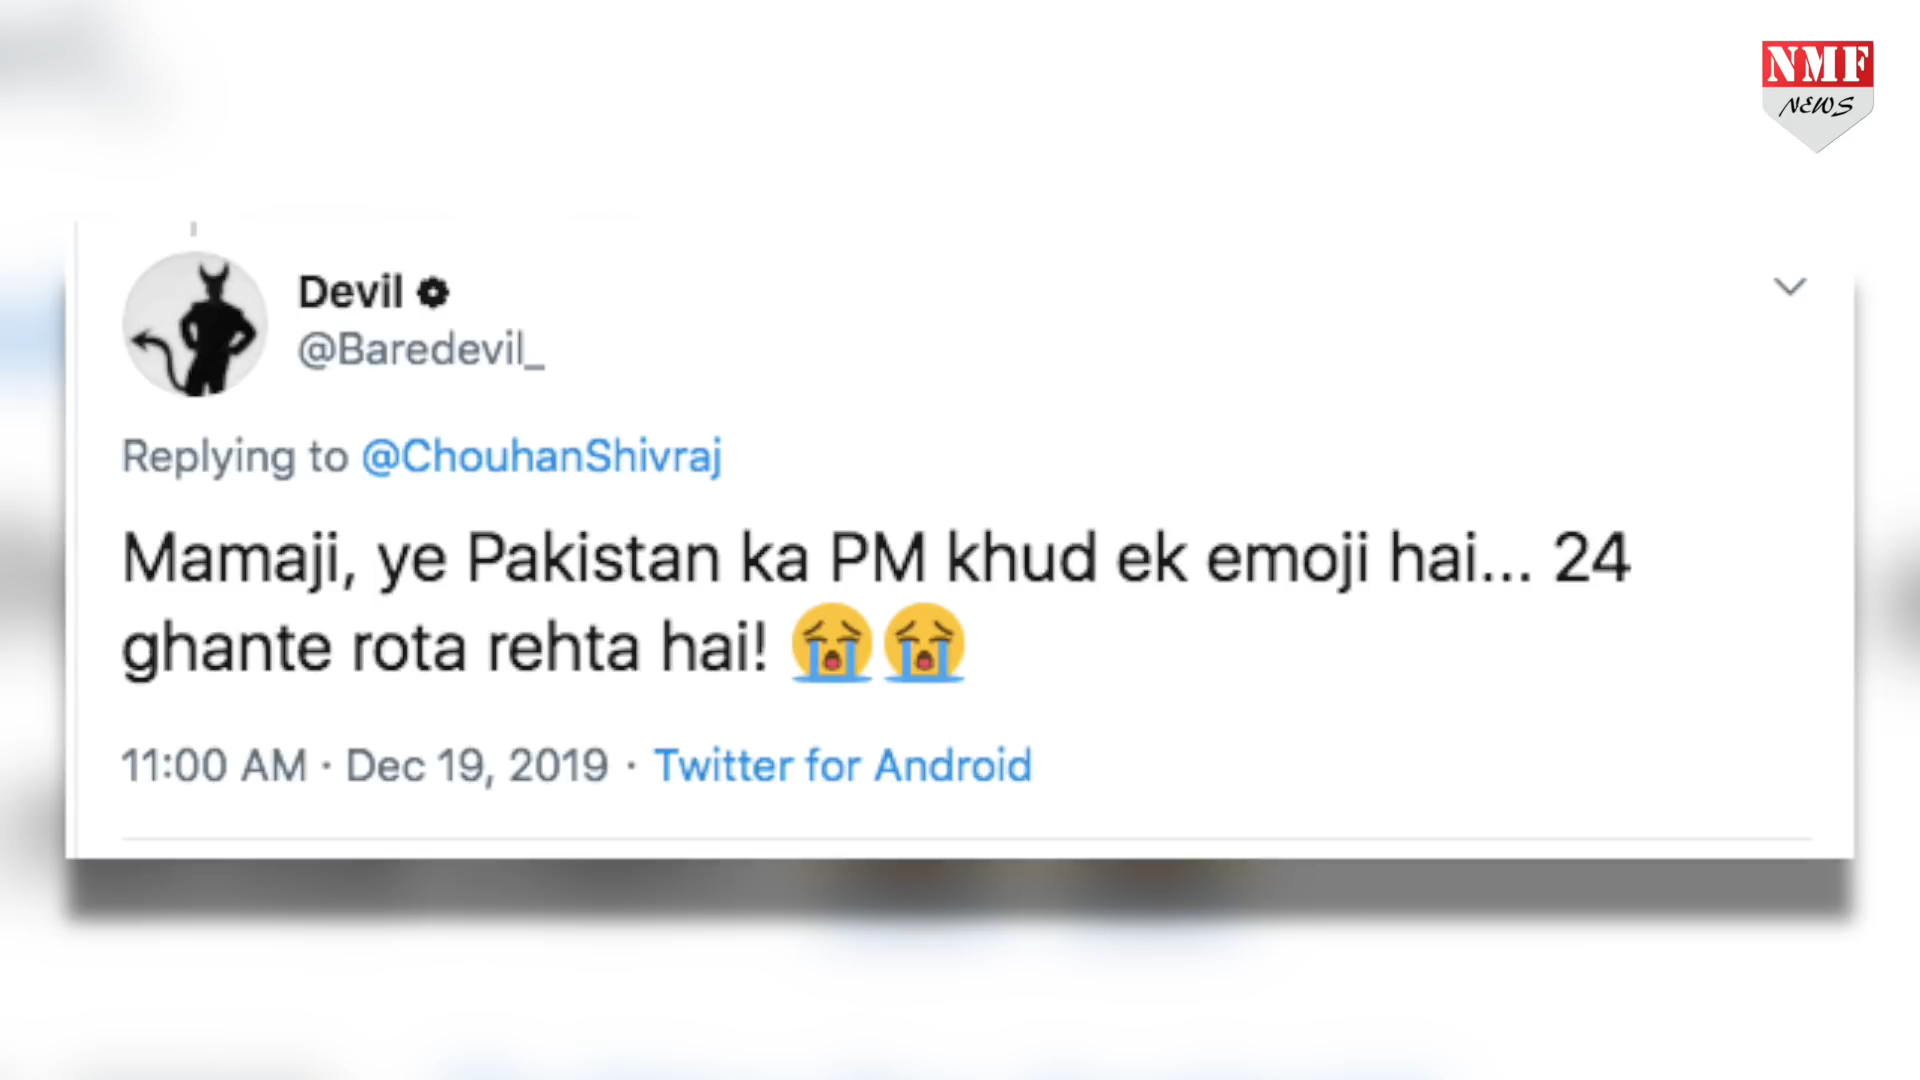 NMF
NEWS
Devil
@Baredevil_
Replying to @ChouhanShivraj
Mamaji, ye Pakistan ka PM khud ek emoji hai... 24
ghante rota rehta hai! 😭😭
11:00 AM · Dec 19, 2019 · Twitter for Android